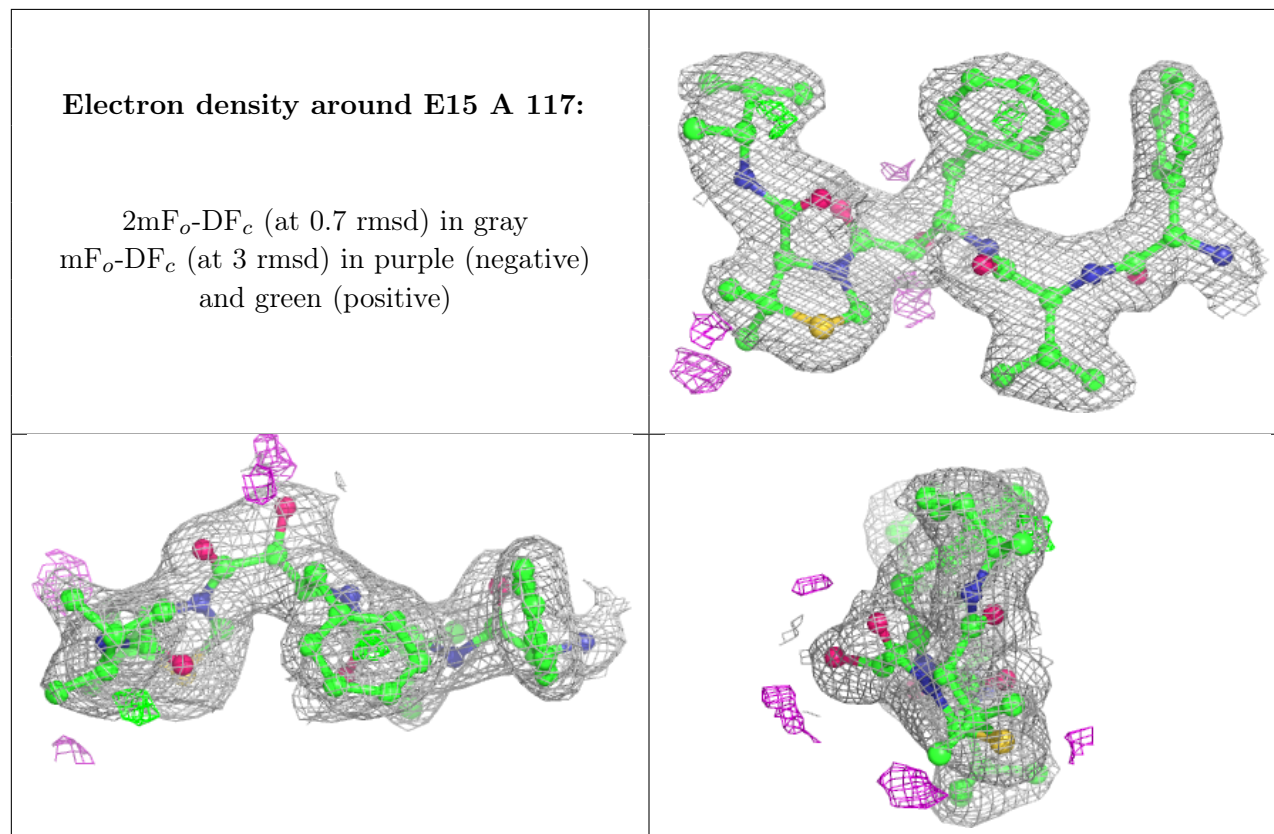 Electron density around E15 A 117:
2mFo-DFc (at 0.7 rmsd) in gray
mFo-DFc (at 3 rmsd) in purple (negative)
and green (positive)